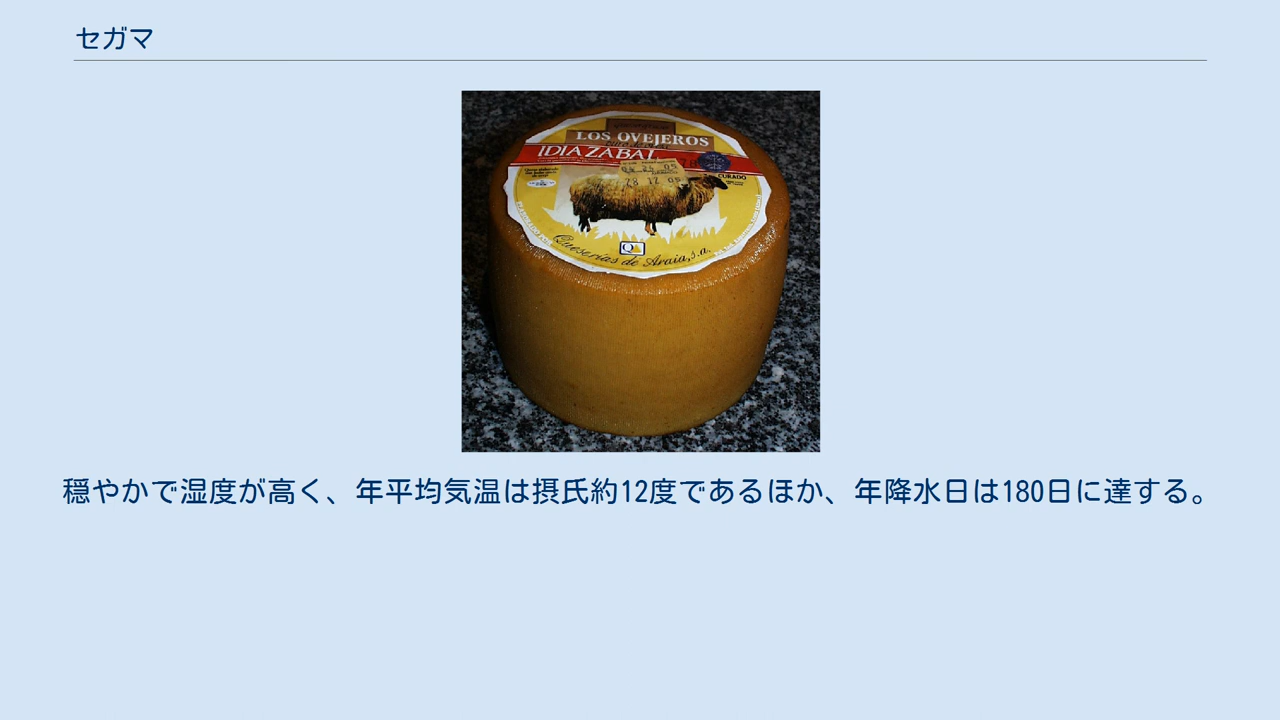 セガマ
LOS OVEJEROS
IDIAZABAL
CURADO
Queserías de Araia, s.a.
穏やかで湿度が高く、年平均気温は摂氏約12度であるほか、年降水日は180日に達する。